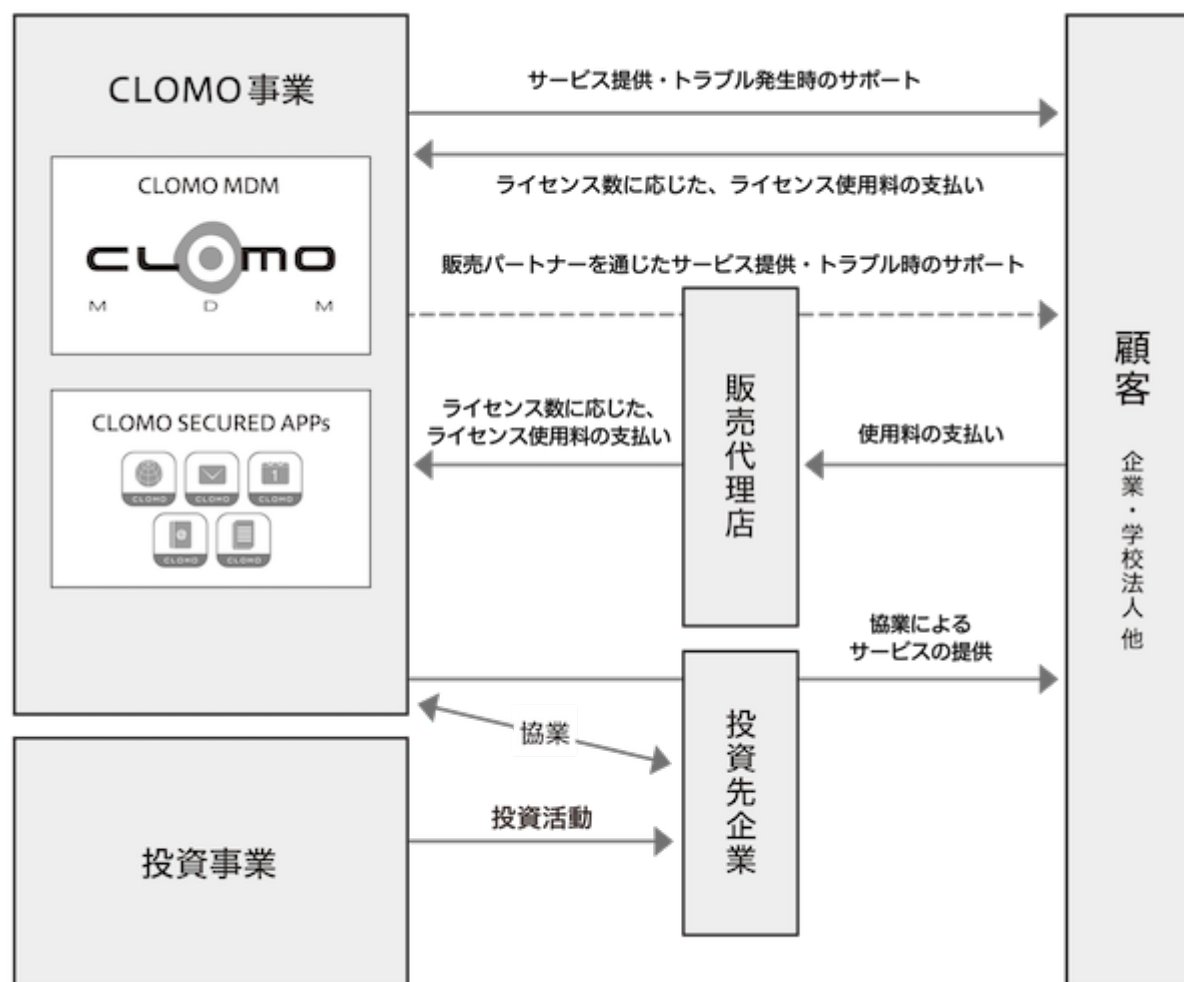 CLOMO事業
CLOMO MDM
CLOMO
M D M
CLOMO SECURED APPs
1
CLOMO
CLOMO
CLOMO
CLOMO
CLOMO
サービス提供・トラブル発生時のサポート
ライセンス数に応じた、ライセンス使用料の支払い
販売パートナーを通じたサービス提供・トラブル時のサポート
ライセンス数に応じた、
ライセンス使用料の支払い
販売代理店
使用料の支払い
顧客
企業・学校法人 他
協業による
サービスの提供
協業
投資先企業
投資活動
投資事業